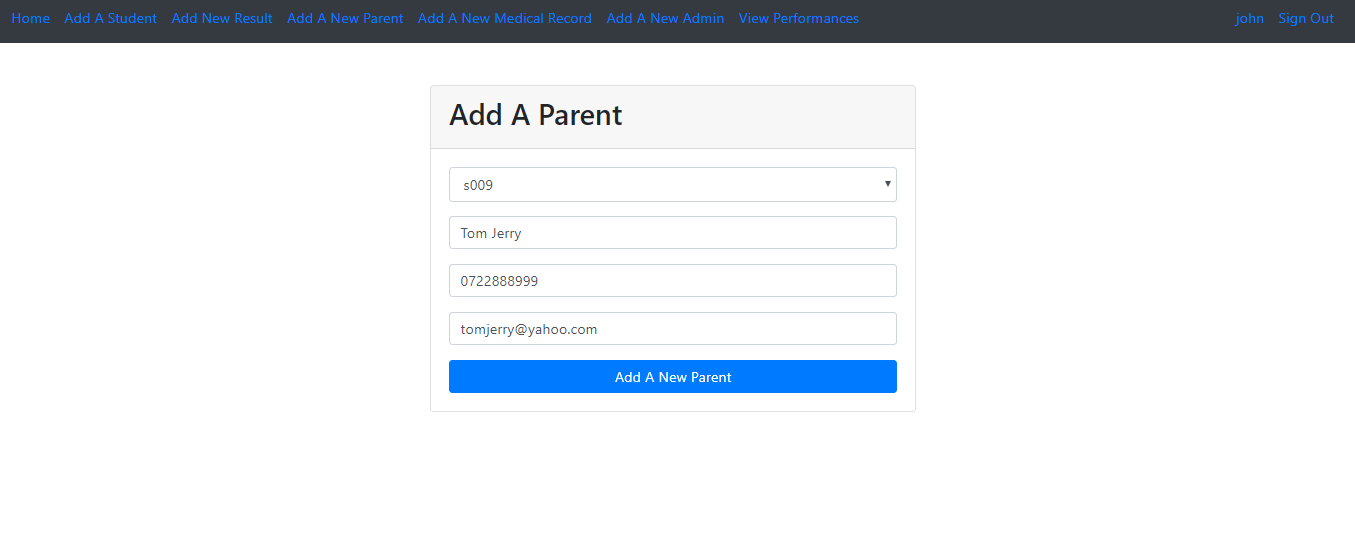 Home Add A Student Add New Result Add A New Parent Add A New Medical Record Add A New Admin View Performances john Sign Out
Add A Parent
s009
Tom Jerry
0722888999
tomjerry@yahoo.com
Add A New Parent